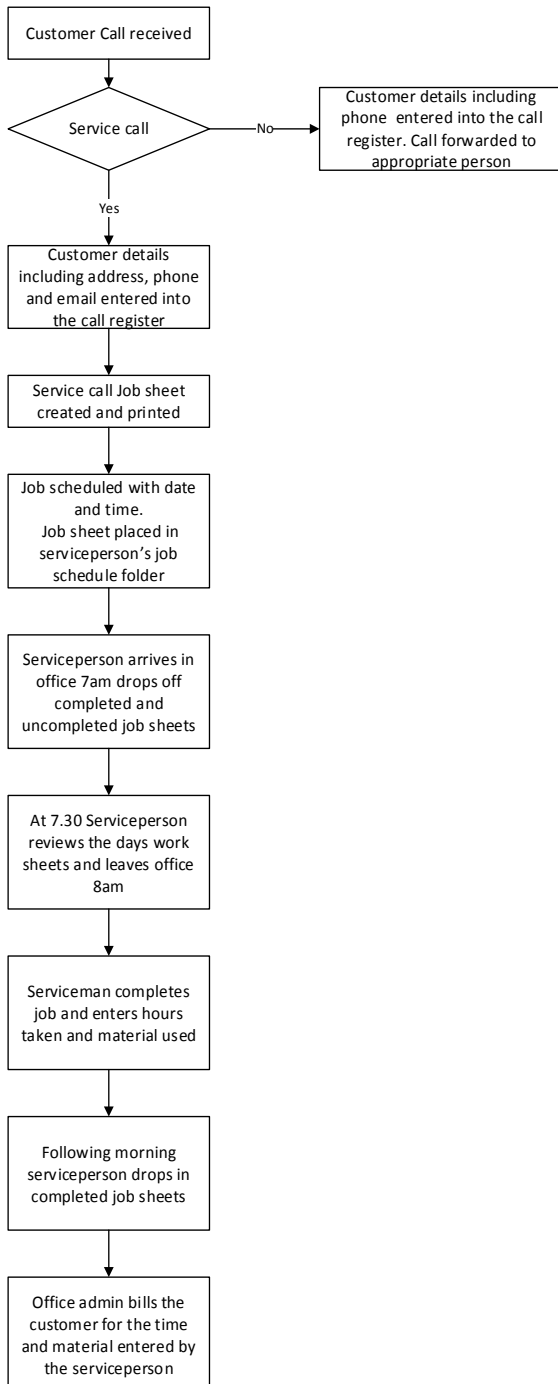 Customer Call received
Service call
No
Customer details
including phone entered into the call
register. Call forwarded to
appropriate person
Yes
Customer details
including address, phone
and email entered into
the call register
Service call Job sheet
created and printed
Job scheduled with date
and time.
Job sheet placed in
serviceperson’s job
schedule folder
Serviceperson arrives in
office 7am drops off
completed and
uncompleted job sheets
At 7.30 Serviceperson
reviews the days work
sheets and leaves office
8am
Serviceman completes
job and enters hours
taken and material used
Following morning
serviceperson drops in
completed job sheets
Office admin bills the
customer for the time
and material entered by
the serviceperson